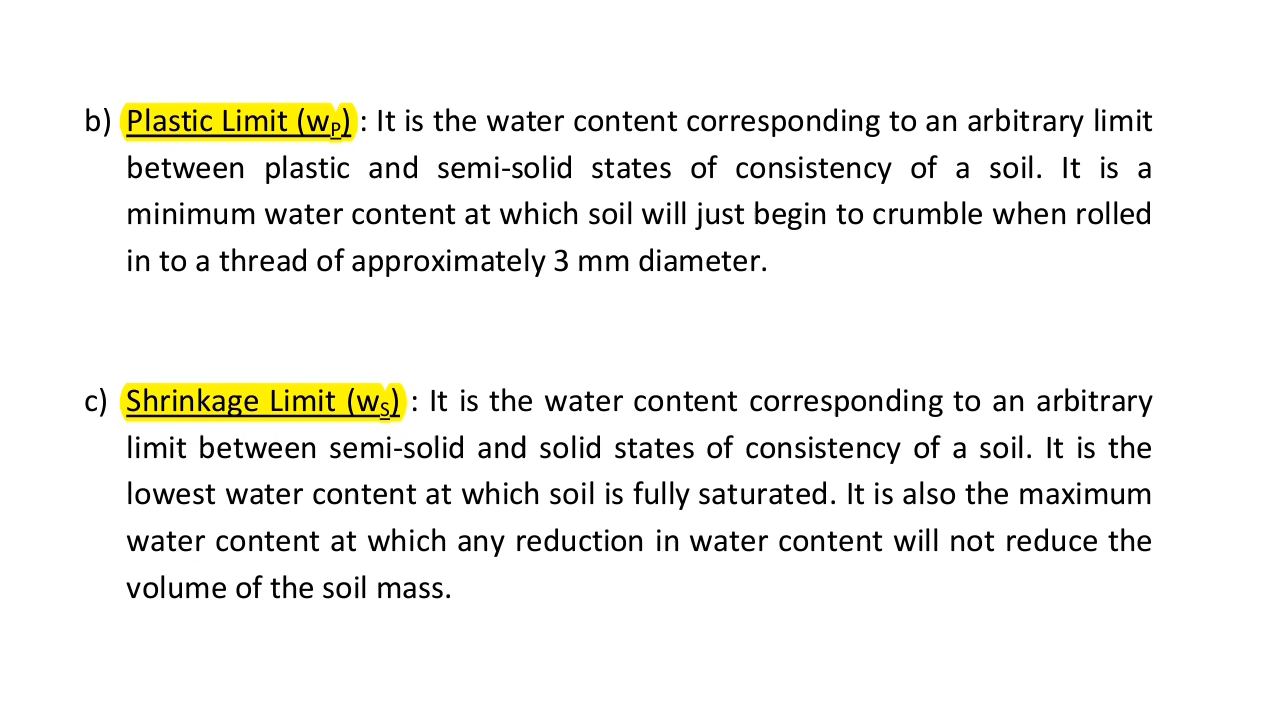 b) Plastic Limit (wP) : It is the water content corresponding to an arbitrary limit
between plastic and semi-solid states of consistency of a soil. It is a
minimum water content at which soil will just begin to crumble when rolled
in to a thread of approximately 3 mm diameter.
c) Shrinkage Limit (wS) : It is the water content corresponding to an arbitrary
limit between semi-solid and solid states of consistency of a soil. It is the
lowest water content at which soil is fully saturated. It is also the maximum
water content at which any reduction in water content will not reduce the
volume of the soil mass.